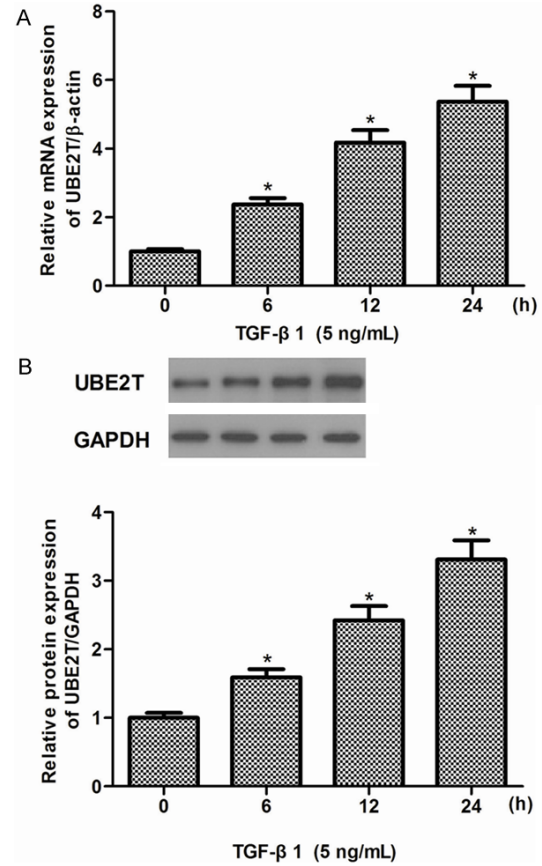 A
Relative mRNA expression
of UBE2T/β-actin
8
6
4
2
0
*
*
*
0 6 12 24 (h)
TGF-β 1 (5 ng/mL)
B
UBE2T
GAPDH
Relative protein expression
of UBE2T/GAPDH
4
3
2
1
0
*
*
*
0 6 12 24 (h)
TGF-β 1 (5 ng/mL)